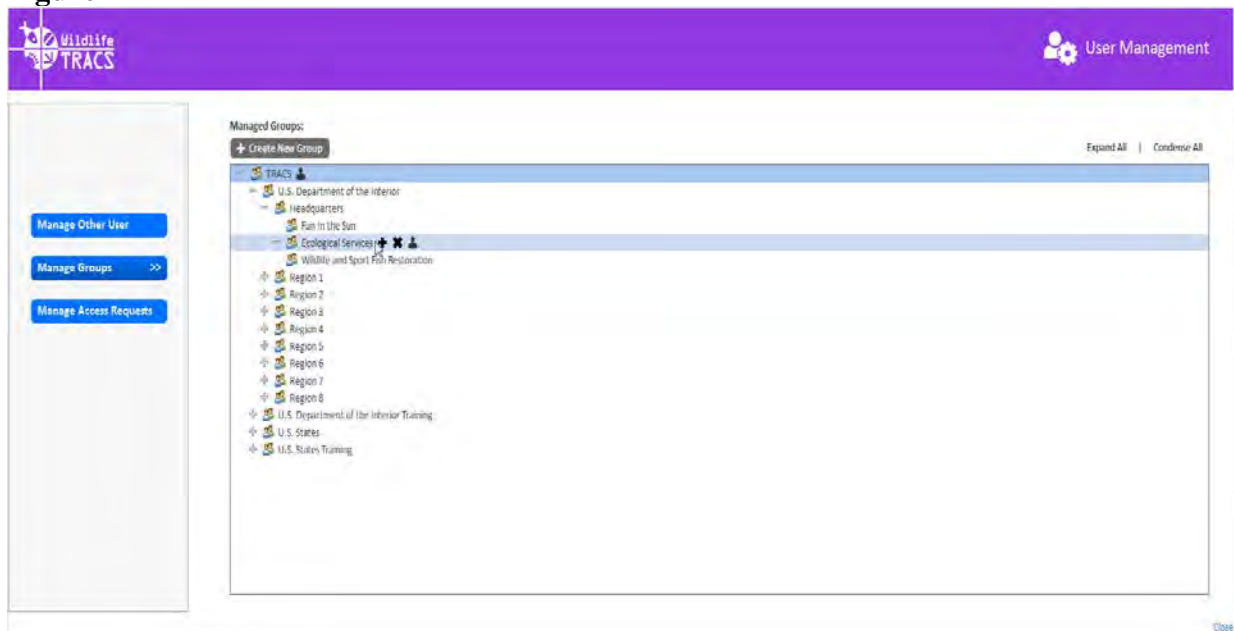 Wildlife
TRACS
User Management
Managed Groups:
+ Create New Group
Expand All | Condense All
TRACS
U.S. Department of the Interior
Headquarters
Fun in the Sun
Ecological Services
Wildlife and Sport Fish Restoration
Region 1
Region 2
Region 3
Region 4
Region 5
Region 6
Region 7
Region 8
U.S. Department of the Interior Training
U.S. States
U.S. States Training
Manage Other User
Manage Groups >>
Manage Access Requests
Close